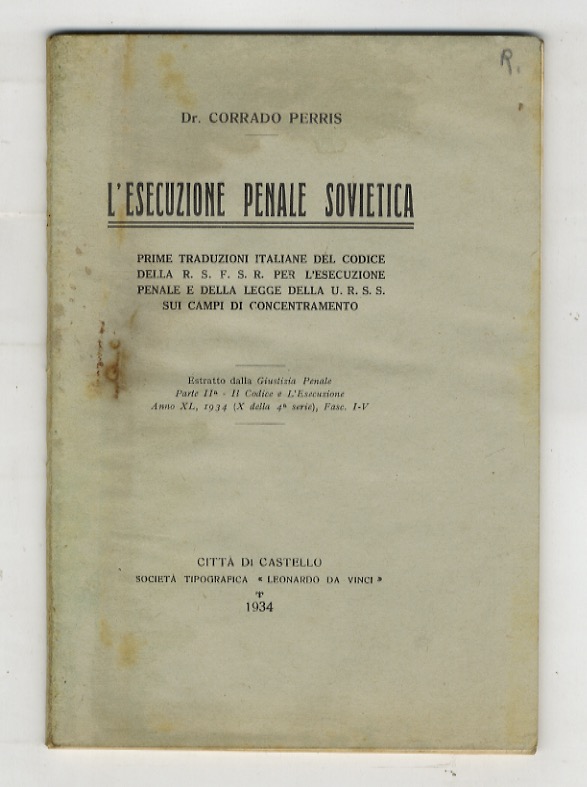 R.
Dr. CORRADO PERRIS
L'ESECUZIONE PENALE SOVIETICA
PRIME TRADUZIONI ITALIANE DEL CODICE
DELLA R. S. F. S. R. PER L'ESECUZIONE
PENALE E DELLA LEGGE DELLA U. R. S. S.
SUI CAMPI DI CONCENTRAMENTO
Estratto dalla Giustizia Penale
Parte IIª - Il Codice e L'Esecuzione
Anno XL, 1934 (X della 4ª serie), Fasc. I-V
CITTÀ DI CASTELLO
SOCIETÀ TIPOGRAFICA « LEONARDO DA VINCI »
1934